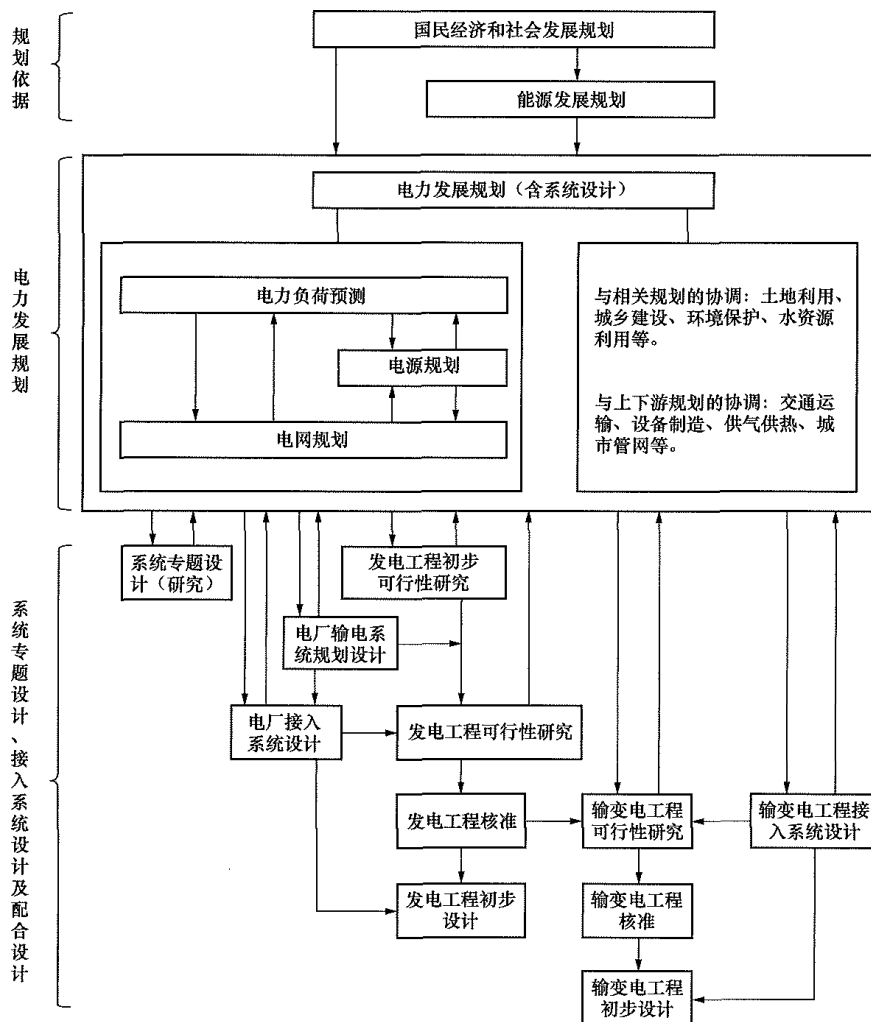 规划依据
国民经济和社会发展规划
能源发展规划
电力发展规划
电力发展规划（含系统设计）
电力负荷预测
电源规划
电网规划
与相关规划的协调：土地利用、
城乡建设、环境保护、水资源
利用等。
与上下游规划的协调：交通运
输、设备制造、供气供热、城
市管网等。
系统专题设计、接入系统设计及配合设计
系统专题设
计（研究）
发电工程初步
可行性研究
电厂输电系
统规划设计
电厂接入
系统设计
发电工程可行性研究
发电工程核准
输变电工程
可行性研究
输变电工程接
入系统设计
发电工程初步
设计
输变电工程
核准
输变电工程
初步设计